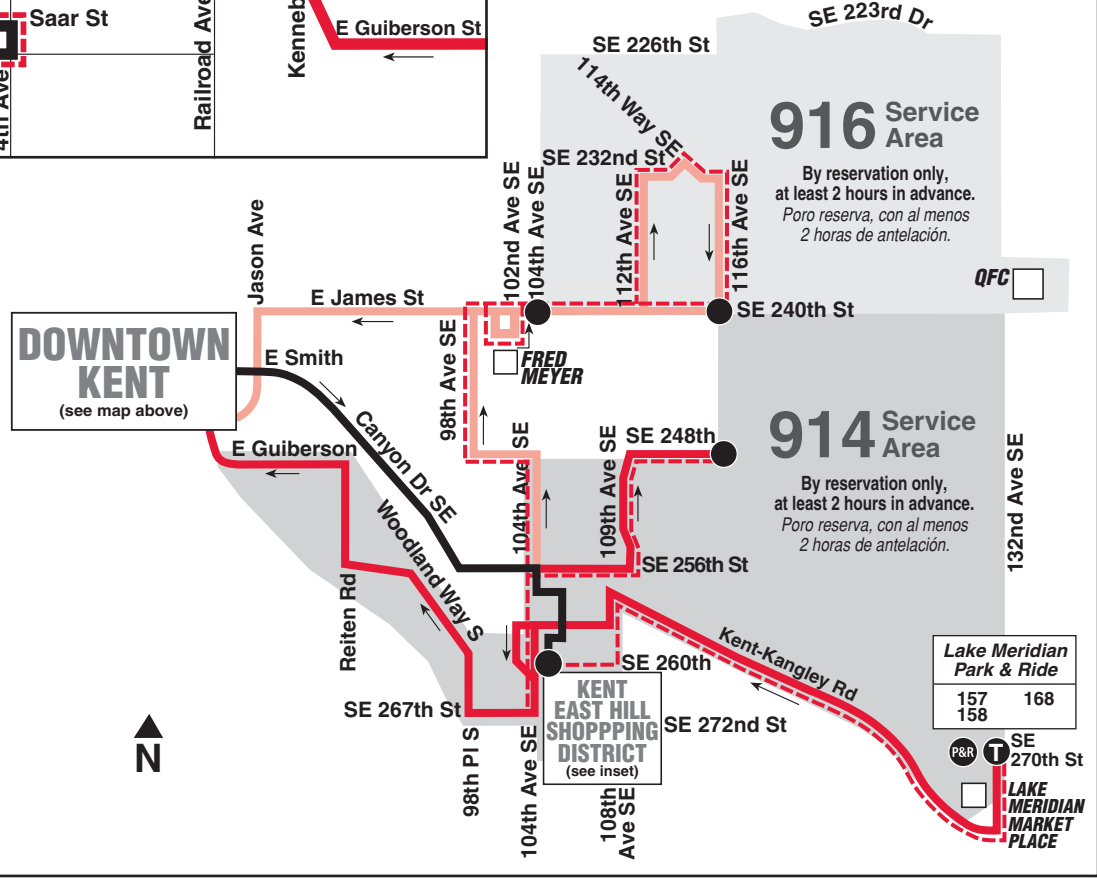 Saar St
4th Ave
Railroad Ave
Kenneb
E Guiberson St
SE 223rd Dr
SE 226th St
114th Way SE
SE 232nd St
916 Service Area
By reservation only,
at least 2 hours in advance.
Poro reserva, con al menos
2 horas de antelación.
102nd Ave SE
104th Ave SE
112th Ave SE
116th Ave SE
Jason Ave
QFC
E James St
SE 240th St
DOWNTOWN
KENT
(see map above)
E Smith
98th Ave SE
FRED
MEYER
Canyon Dr SE
E Guiberson
104th Ave SE
109th Ave SE
SE 248th
914 Service Area
By reservation only,
at least 2 hours in advance.
Poro reserva, con al menos
2 horas de antelación.
132nd Ave SE
Woodland Way S
SE 256th St
Reiten Rd
Kent-Kangley Rd
SE 260th
Lake Meridian
Park & Ride
157 168
158
KENT
EAST HILL
SHOPPPING
DISTRICT
(see inset)
SE 267th St
SE 272nd St
N
98th Pl S
104th Ave SE
108th
Ave SE
P&R
T
SE
270th St
LAKE
MERIDIAN
MARKET
PLACE